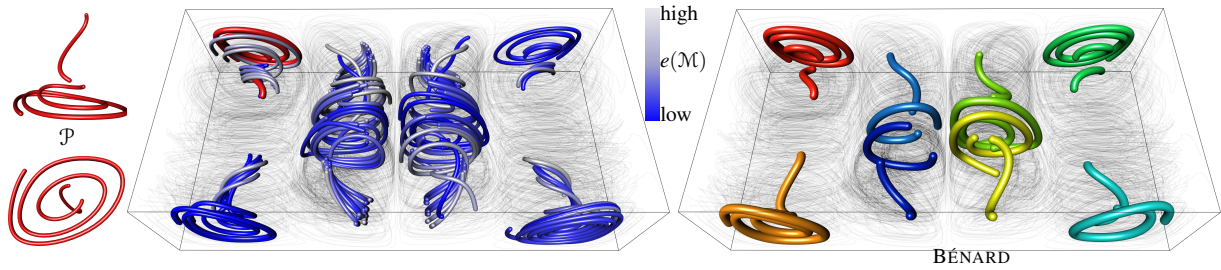 high
e(ℳ)
low
𝒫
BÉNARD